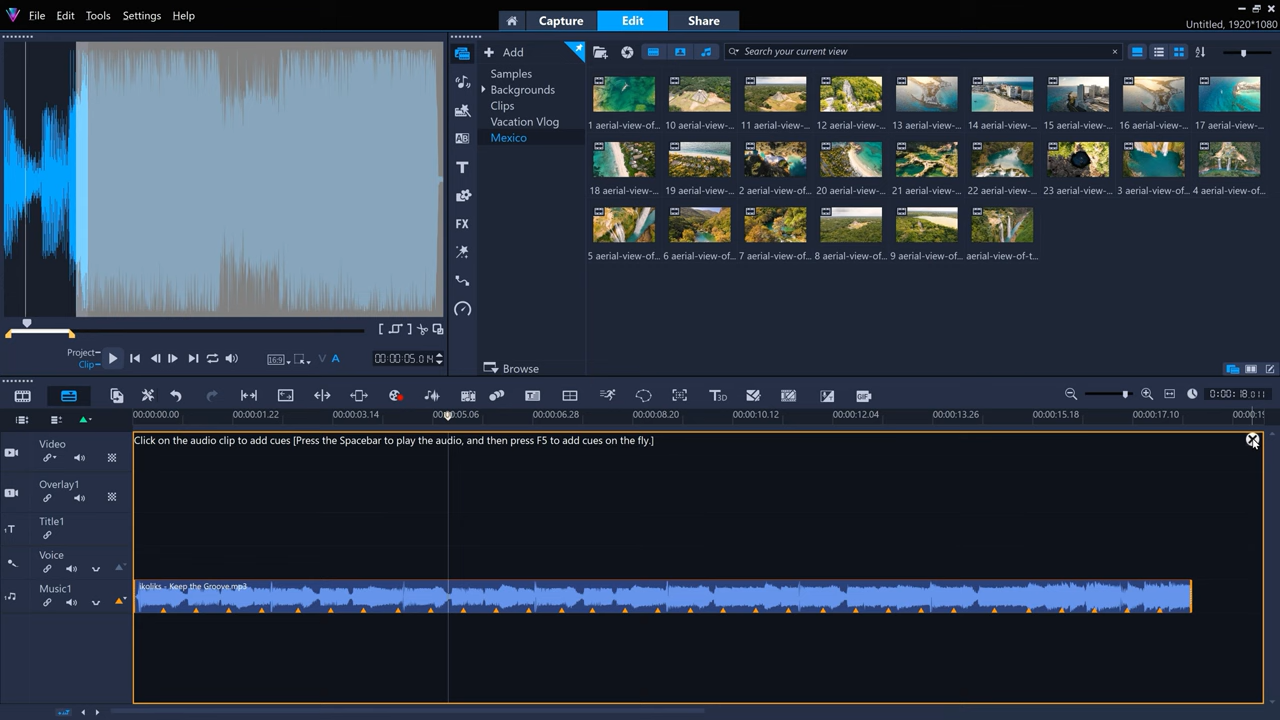 File Edit Tools Settings Help
Capture Edit Share
Untitled, 1920*1080
Add
Samples
Backgrounds
Clips
Vacation Vlog
Mexico
Browse
Search your current view
1 aerial-view-of... 10 aerial-view-... 11 aerial-view-... 12 aerial-view-... 13 aerial-view-... 14 aerial-view-... 15 aerial-view-... 16 aerial-view-... 17 aerial-view-...
18 aerial-view-... 19 aerial-view-... 2 aerial-view-of... 20 aerial-view-... 21 aerial-view-... 22 aerial-view-... 23 aerial-view-... 3 aerial-view-of... 4 aerial-view-of...
5 aerial-view-of... 6 aerial-view-of... 7 aerial-view-of... 8 aerial-view-of... 9 aerial-view-of... aerial-view-of-t...
Project
Clip
16:9
A
00:00:05.014
0:00:18.011
00:00:00.00 00:00:01.22 00:00:03.14 00:00:05.06 00:00:06.28 00:00:08.20 00:00:10.12 00:00:12.04 00:00:13.26 00:00:15.18 00:00:17.10
Click on the audio clip to add cues [Press the Spacebar to play the audio, and then press F5 to add cues on the fly.]
Video
Overlay1
Title1
Voice
Music1
Ikoliks - Keep the Groove.mp3